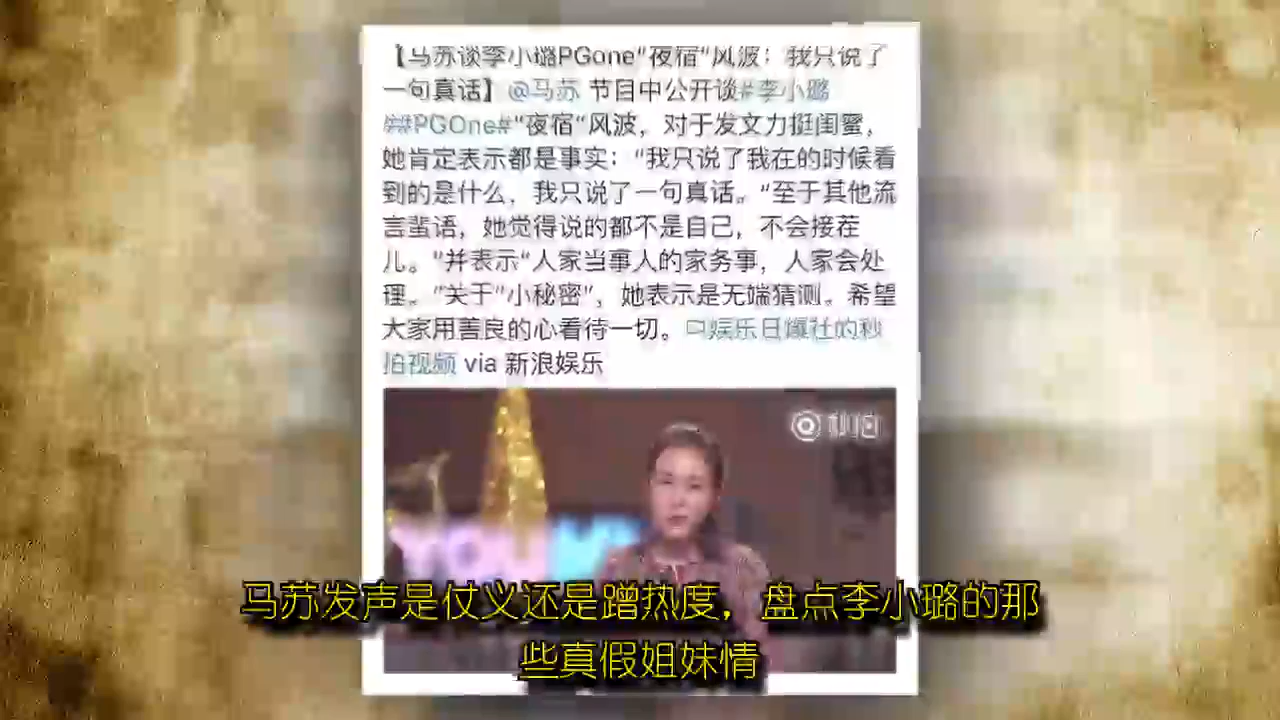 【马苏谈李小璐PGone"夜宿"风波：我只说了
一句真话】@马苏 节目中公开谈#李小璐
##PGOne#"夜宿"风波，对于发文力挺闺蜜，
她肯定表示都是事实："我只说了我在的时候看
到的是什么，我只说了一句真话。"至于其他流
言蜚语，她觉得说的都不是自己，不会接茬
儿。"并表示"人家当事人的家务事，人家会处
理。"关于"小秘密"，她表示是无端猜测。希望
大家用善良的心看待一切。口娱乐日爆社的秒
拍视频 via 新浪娱乐
秒拍
YOU
马苏发声是仗义还是蹭热度，盘点李小璐的那
些真假姐妹情